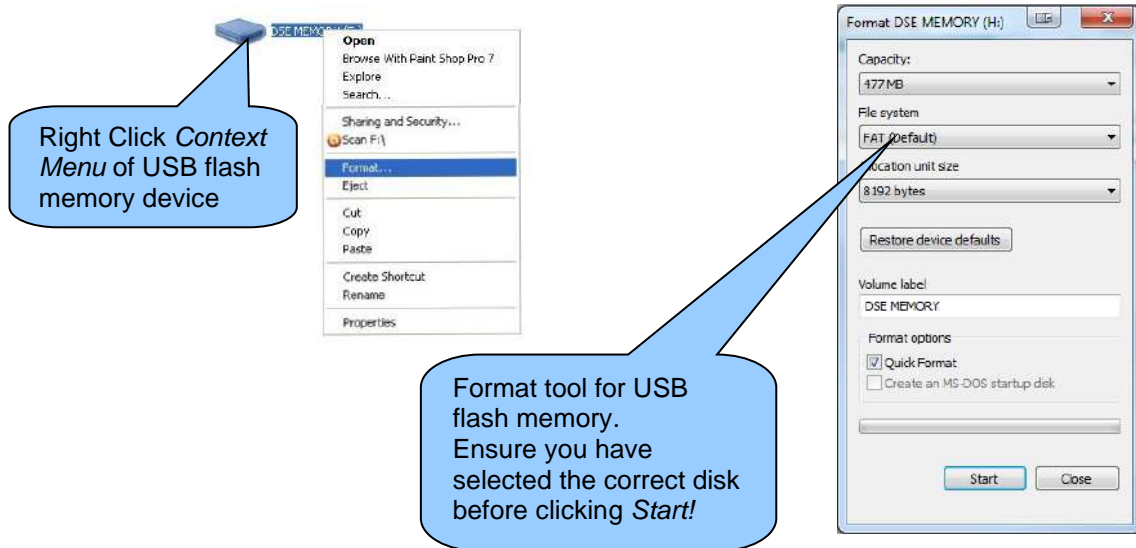 DSE MEMORY
Open
Browse With Paint Shop Pro 7
Explore
Search...
Sharing and Security...
Scan F:\
Format...
Eject
Cut
Copy
Paste
Create Shortcut
Rename
Properties
Right Click Context
Menu of USB flash
memory device
Format tool for USB
flash memory.
Ensure you have
selected the correct disk
before clicking Start!
Format DSE MEMORY (H:)
Capacity:
477MB
File system
FAT (Default)
location unit size
8192 bytes
Restore device defaults
Volume label
DSE MEMORY
Format options
Quick Format
Create an MS-DOS startup disk
Start
Close